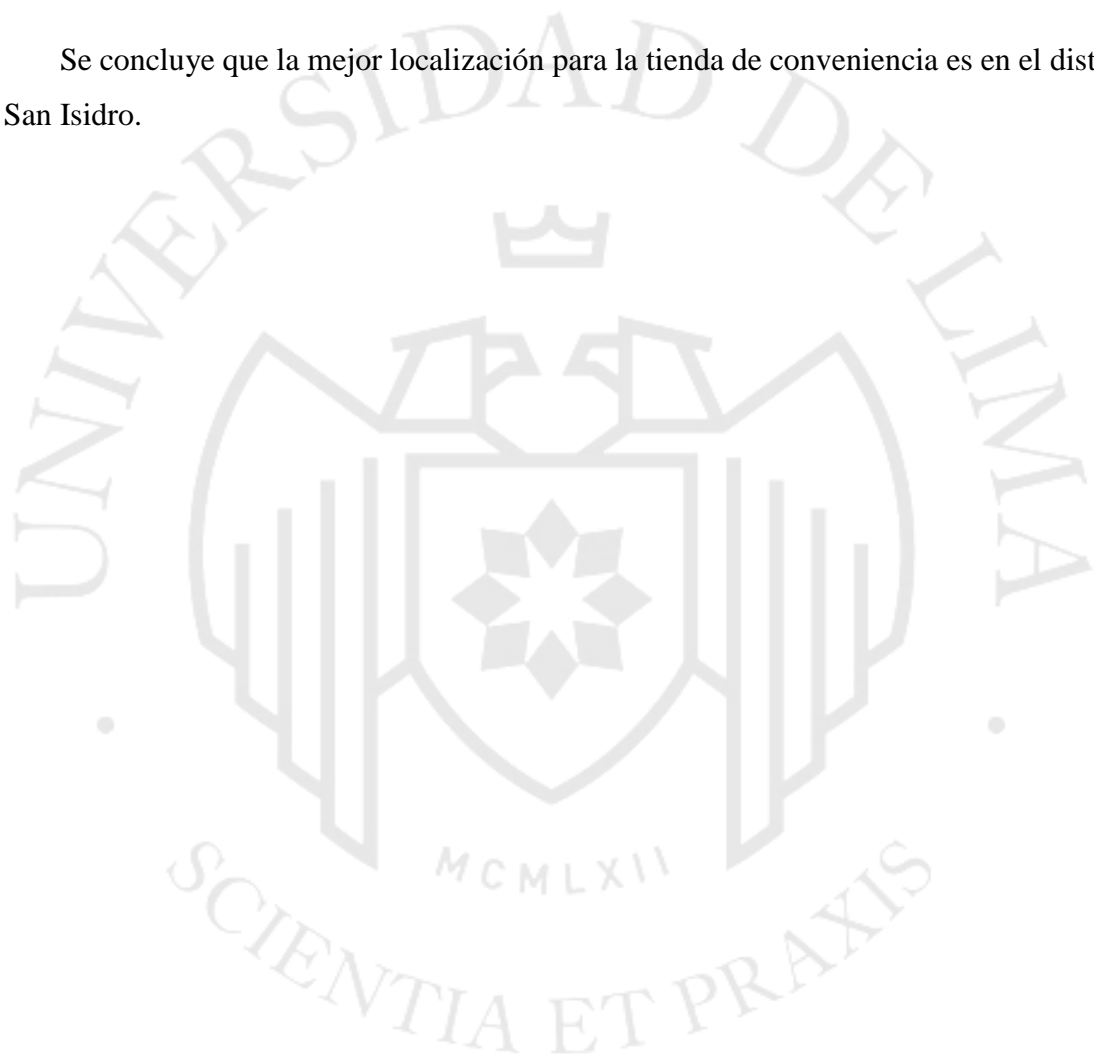 Se concluye que la mejor localización para la tienda de conveniencia es en el dist
San Isidro.
UNIVERSIDAD DE LIMA
MCMLXII
SCIENTIA ET PRAXIS